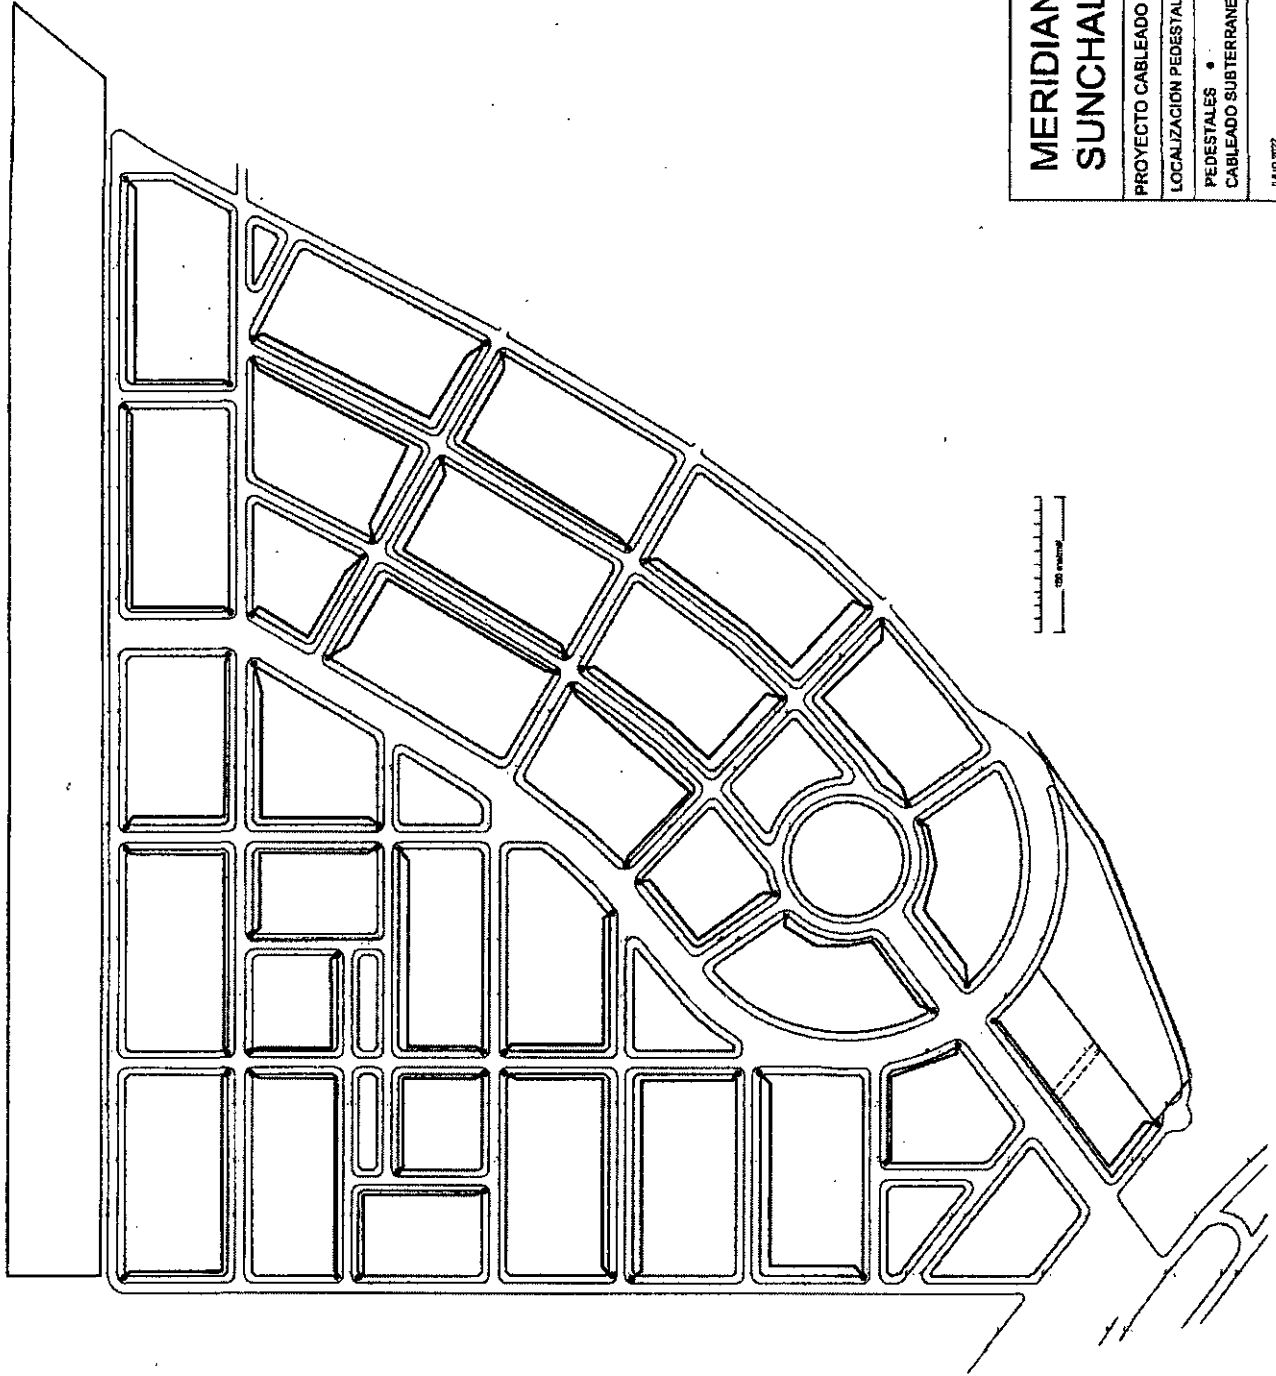 MERIDIAN
SUNCHAL
PROYECTO CABLEADO
LOCALIZACION PEDESTAL
PEDESTALES •
CABLEADO SUBTERRANE